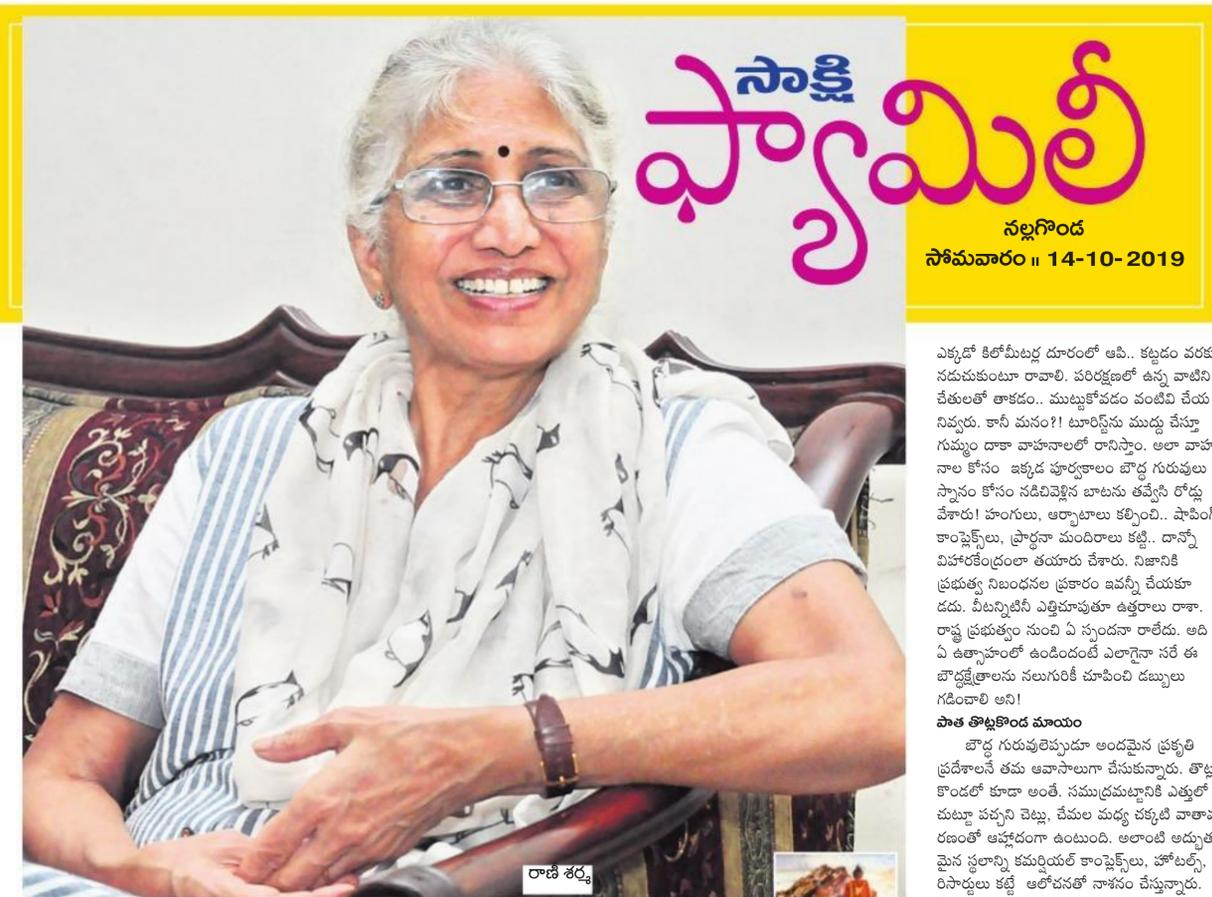 సాక్షి
ఫ్యామిలీ
నల్లగొండ
సోమవారం ॥ 14-10-2019
ఎక్కడో కిలోమీటర్ల దూరంలో ఆపి.. కట్టడం వరకు
నడుచుకుంటూ రావాలి. పరిరక్షణలో ఉన్న వాటిని
చేతులతో తాకడం.. ముట్టుకోవడం వంటివి చేయ
నివ్వరు. కానీ మనం?! టూరిస్ట్‌ను ముద్దు చేస్తూ
గుమ్మం దాకా వాహనాలలో రానిస్తాం. అలా వాహ
నాల కోసం ఇక్కడ పూర్వకాలం బౌద్ధ గురువులు
స్నానం కోసం నడిచివెళ్లిన బాటను తవ్వేసి రోడ్లు
వేశారు! హంగులు, ఆర్భాటాలు కల్పించి.. షాపింగ్
కాంప్లెక్స్‌లు, ప్రార్థనా మందిరాలు కట్టి.. దాన్నో
విహారకేంద్రంలా తయారు చేశారు. నిజానికి
ప్రభుత్వ నిబంధనల ప్రకారం ఇవన్నీ చేయకూ
డదు. వీటన్నిటినీ ఎత్తిచూపుతూ ఉత్తరాలు రాశా.
రాష్ట్ర ప్రభుత్వం నుంచి ఏ స్పందనా రాలేదు. అది
ఏ ఉత్సాహంలో ఉండిందంటే ఎలాగైనా సరే ఈ
బౌద్ధక్షేత్రాలను నలుగురికీ చూపించి డబ్బులు
గడించాలి అని!
పాత తొట్లకొండ మాయం
బౌద్ధ గురువులెప్పుడూ అందమైన ప్రకృతి
ప్రదేశాలనే తమ ఆవాసాలుగా చేసుకున్నారు. తొట్ల
కొండలో కూడా అంతే. సముద్రమట్టానికి ఎత్తులో
చుట్టూ పచ్చని చెట్లు, చేమల మధ్య చక్కటి వాతావ
రణంతో ఆహ్లాదంగా ఉంటుంది. అలాంటి అద్భుత
మైన స్థలాన్ని కమర్షియల్ కాంప్లెక్స్‌లు, హోటల్స్,
రిసార్టులు కట్టే ఆలోచనతో నాశనం చేస్తున్నారు.
రాణి శర్మ